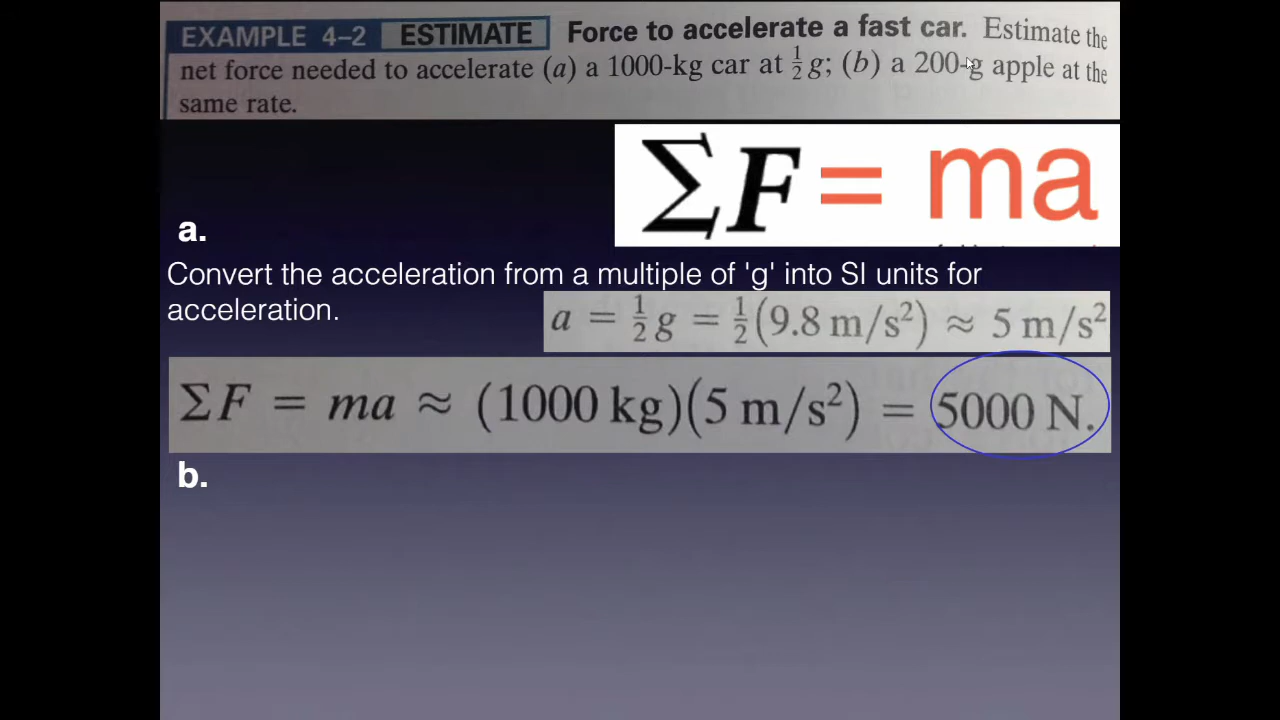 EXAMPLE 4–2 ESTIMATE Force to accelerate a fast car. Estimate the
net force needed to accelerate (a) a 1000-kg car at ½ g; (b) a 200-g apple at the
same rate.
ΣF = ma
a.
Convert the acceleration from a multiple of 'g' into SI units for
acceleration.
a = ½ g = ½(9.8 m/s²) ≈ 5 m/s²
ΣF = ma ≈ (1000 kg)(5 m/s²) = 5000 N.
b.